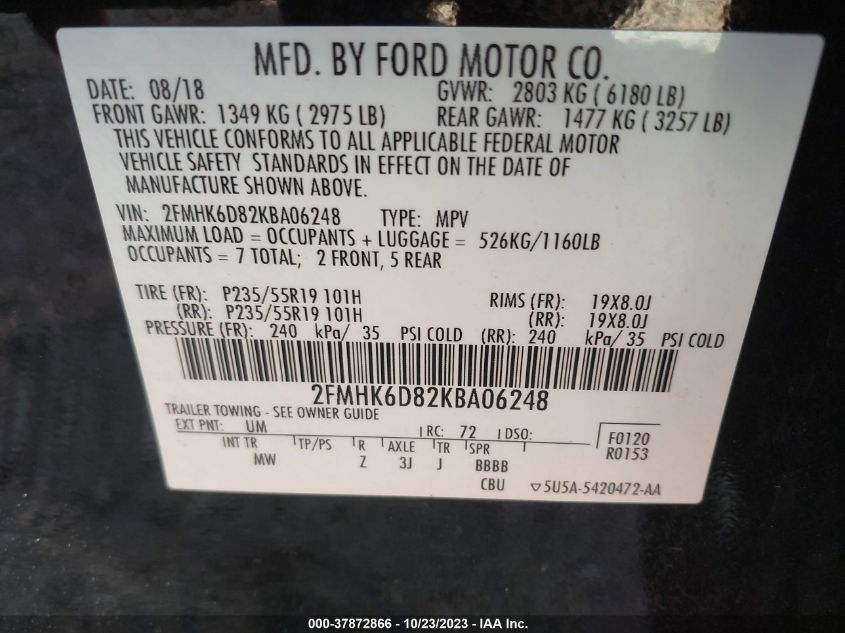 MFD. BY FORD MOTOR CO.
DATE: 08/18 GVWR: 2803 KG ( 6180 LB)
FRONT GAWR: 1349 KG ( 2975 LB) REAR GAWR: 1477 KG ( 3257 LB)
THIS VEHICLE CONFORMS TO ALL APPLICABLE FEDERAL MOTOR
VEHICLE SAFETY STANDARDS IN EFFECT ON THE DATE OF
MANUFACTURE SHOWN ABOVE.
VIN: 2FMHK6D82KBA06248 TYPE: MPV
MAXIMUM LOAD = OCCUPANTS + LUGGAGE = 526KG/1160LB
OCCUPANTS = 7 TOTAL; 2 FRONT, 5 REAR
TIRE (FR): P235/55R19 101H RIMS (FR): 19X8.0J
(RR): P235/55R19 101H (RR): 19X8.0J
PRESSURE (FR): 240 kPa/ 35 PSI COLD (RR): 240 kPa/ 35 PSI COLD
2FMHK6D82KBA06248
TRAILER TOWING - SEE OWNER GUIDE
EXT PNT: UM RC: 72 DSO: F0120
INT TR TP/PS R AXLE TR SPR R0153
MW Z 3J J BBBB
CBU ▽5U5A-5420472-AA
000-37872866 | 10/23/2023 - IAA Inc.